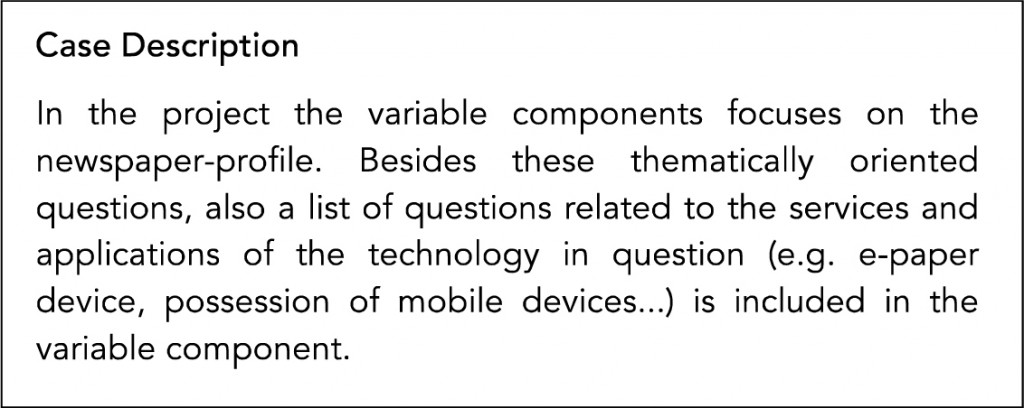 Case Description
In the project the variable components focuses on the
newspaper-profile. Besides these thematically oriented
questions, also a list of questions related to the services and
applications of the technology in question (e.g. e-paper
device, possession of mobile devices...) is included in the
variable component.